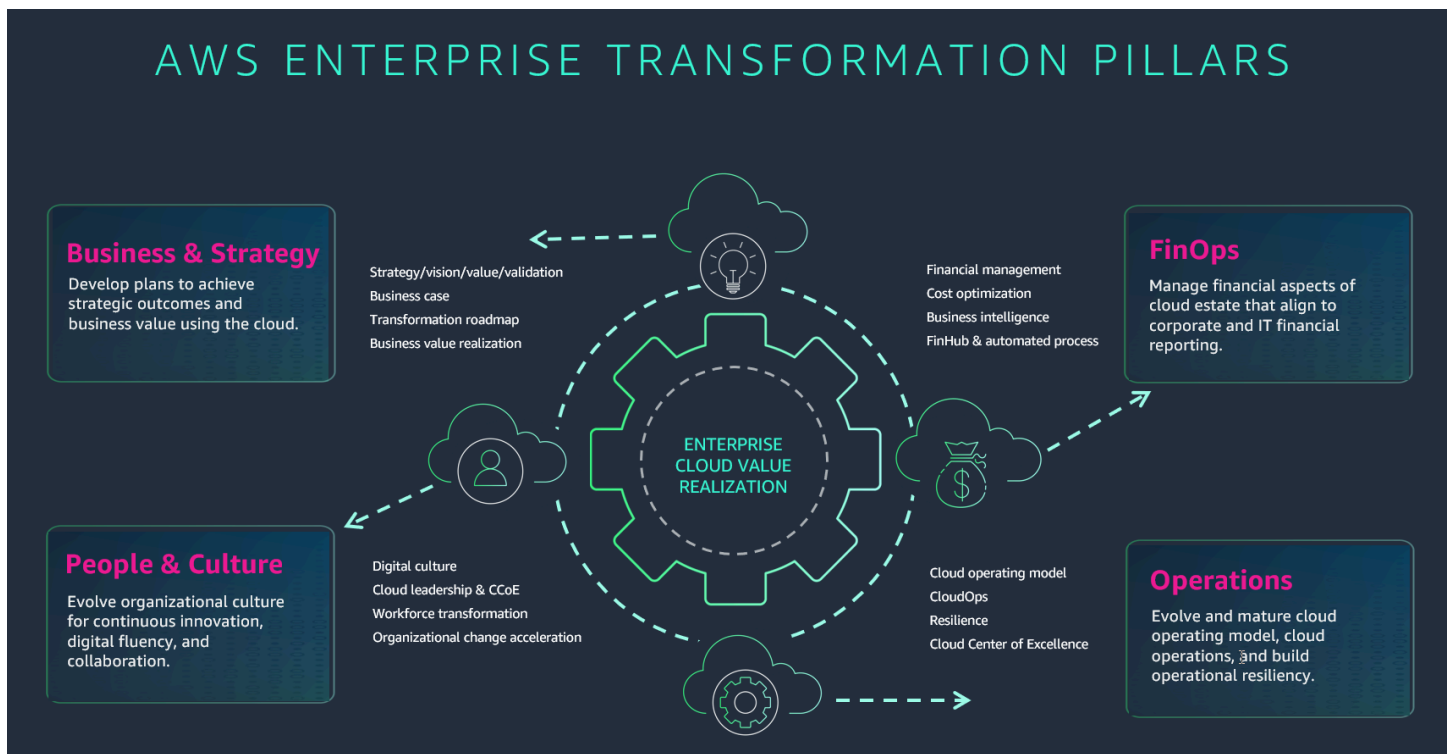 AWS ENTERPRISE TRANSFORMATION PILLARS
Business & Strategy
Develop plans to achieve
strategic outcomes and
business value using the cloud.
Strategy/vision/value/validation
Business case
Transformation roadmap
Business value realization
Financial management
Cost optimization
Business intelligence
FinHub & automated process
FinOps
Manage financial aspects of
cloud estate that align to
corporate and IT financial
reporting.
ENTERPRISE
CLOUD VALUE
REALIZATION
$
People & Culture
Evolve organizational culture
for continuous innovation,
digital fluency, and
collaboration.
Digital culture
Cloud leadership & CCoE
Workforce transformation
Organizational change acceleration
Cloud operating model
CloudOps
Resilience
Cloud Center of Excellence
Operations
Evolve and mature cloud
operating model, cloud
operations, and build
operational resiliency.